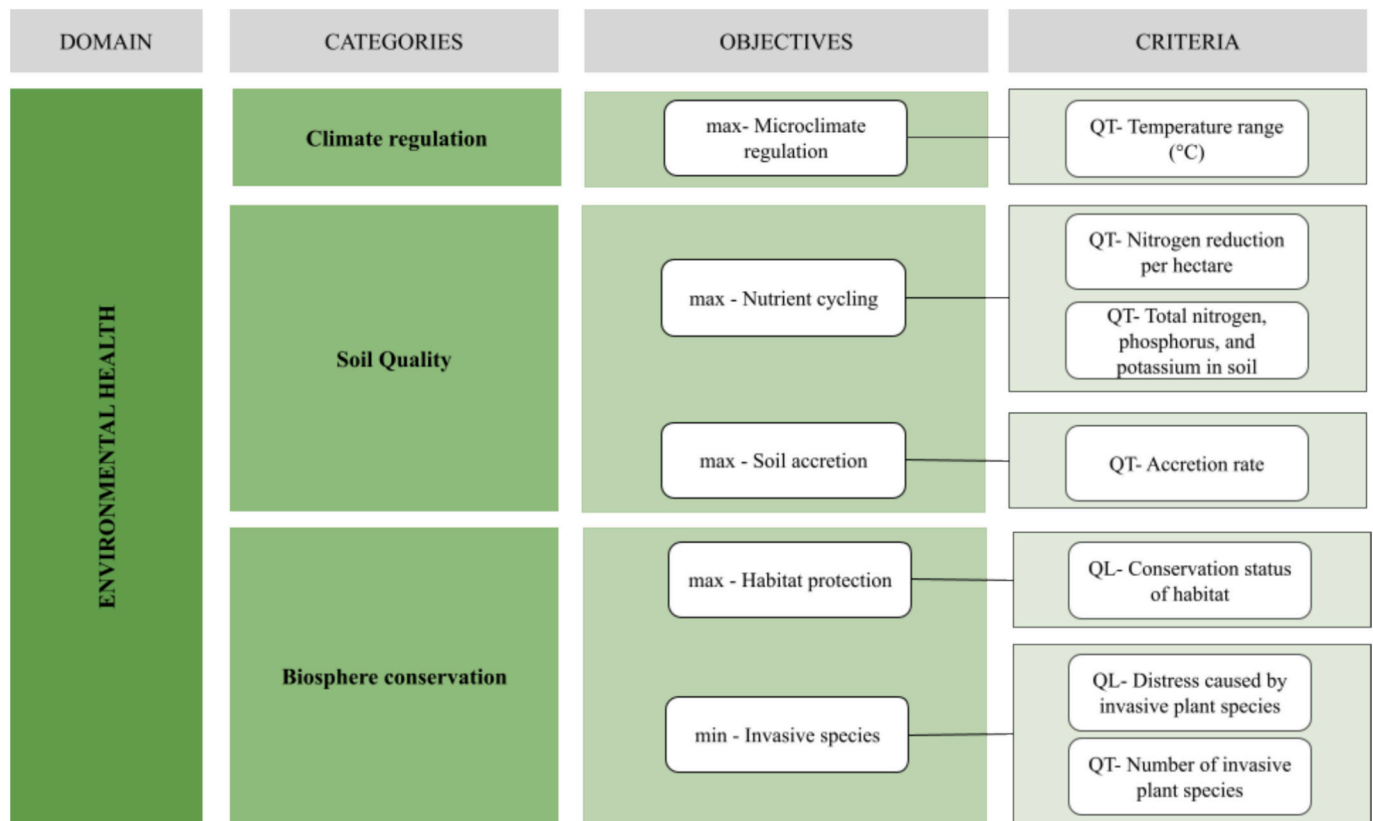 DOMAIN
CATEGORIES
OBJECTIVES
CRITERIA
ENVIRONMENTAL HEALTH
Climate regulation
max- Microclimate
regulation
QT- Temperature range
(°C)
Soil Quality
max - Nutrient cycling
QT- Nitrogen reduction
per hectare
QT- Total nitrogen,
phosphorus, and
potassium in soil
max - Soil accretion
QT- Accretion rate
Biosphere conservation
max - Habitat protection
QL- Conservation status
of habitat
min - Invasive species
QL- Distress caused by
invasive plant species
QT- Number of invasive
plant species